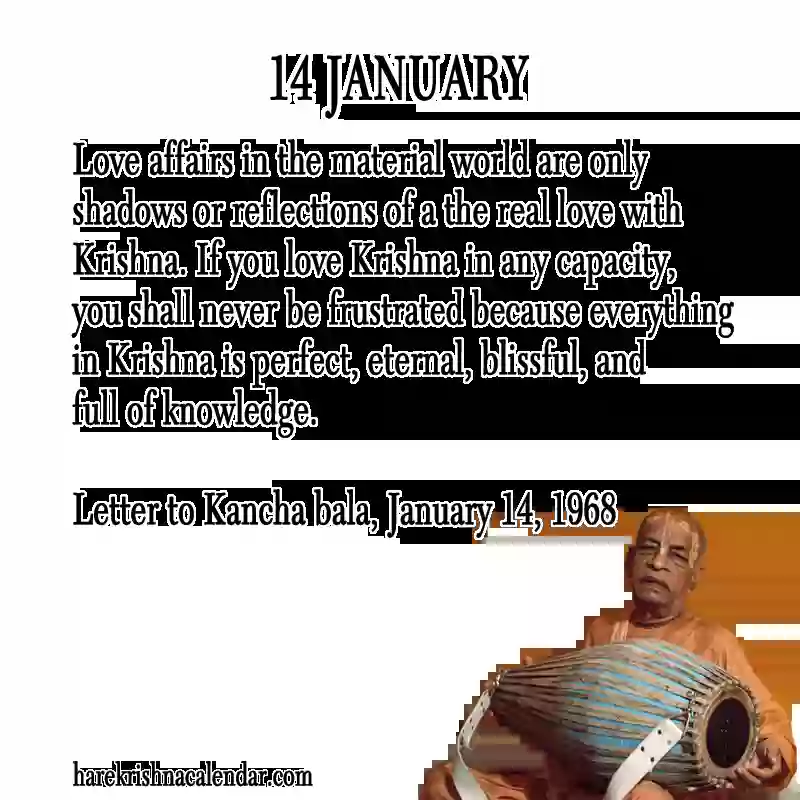 14 JANUARY
Love affairs in the material world are only
shadows or reflections of a the real love with
Krishna. If you love Krishna in any capacity,
you shall never be frustrated because everything
in Krishna is perfect, eternal, blissful, and
full of knowledge.
Letter to Kancha bala, January 14, 1968
harekrishnacalendar.com